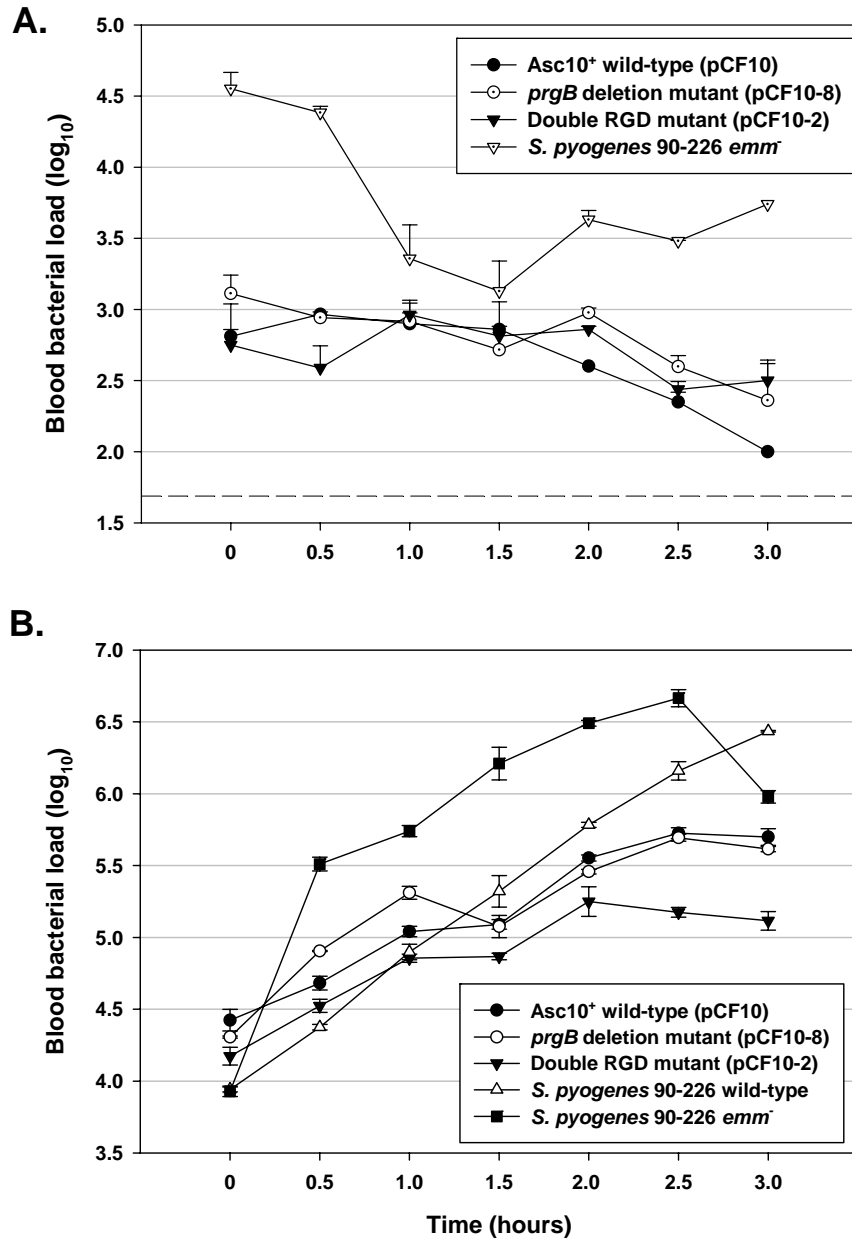 A.
Blood bacterial load (log10)
5.0
4.5
4.0
3.5
3.0
2.5
2.0
1.5
0 0.5 1.0 1.5 2.0 2.5 3.0
Asc10+ wild-type (pCF10)
prgB deletion mutant (pCF10-8)
Double RGD mutant (pCF10-2)
S. pyogenes 90-226 emm-
B.
Blood bacterial load (log10)
7.0
6.5
6.0
5.5
5.0
4.5
4.0
3.5
Asc10+ wild-type (pCF10)
prgB deletion mutant (pCF10-8)
Double RGD mutant (pCF10-2)
S. pyogenes 90-226 wild-type
S. pyogenes 90-226 emm-
0 0.5 1.0 1.5 2.0 2.5 3.0
Time (hours)